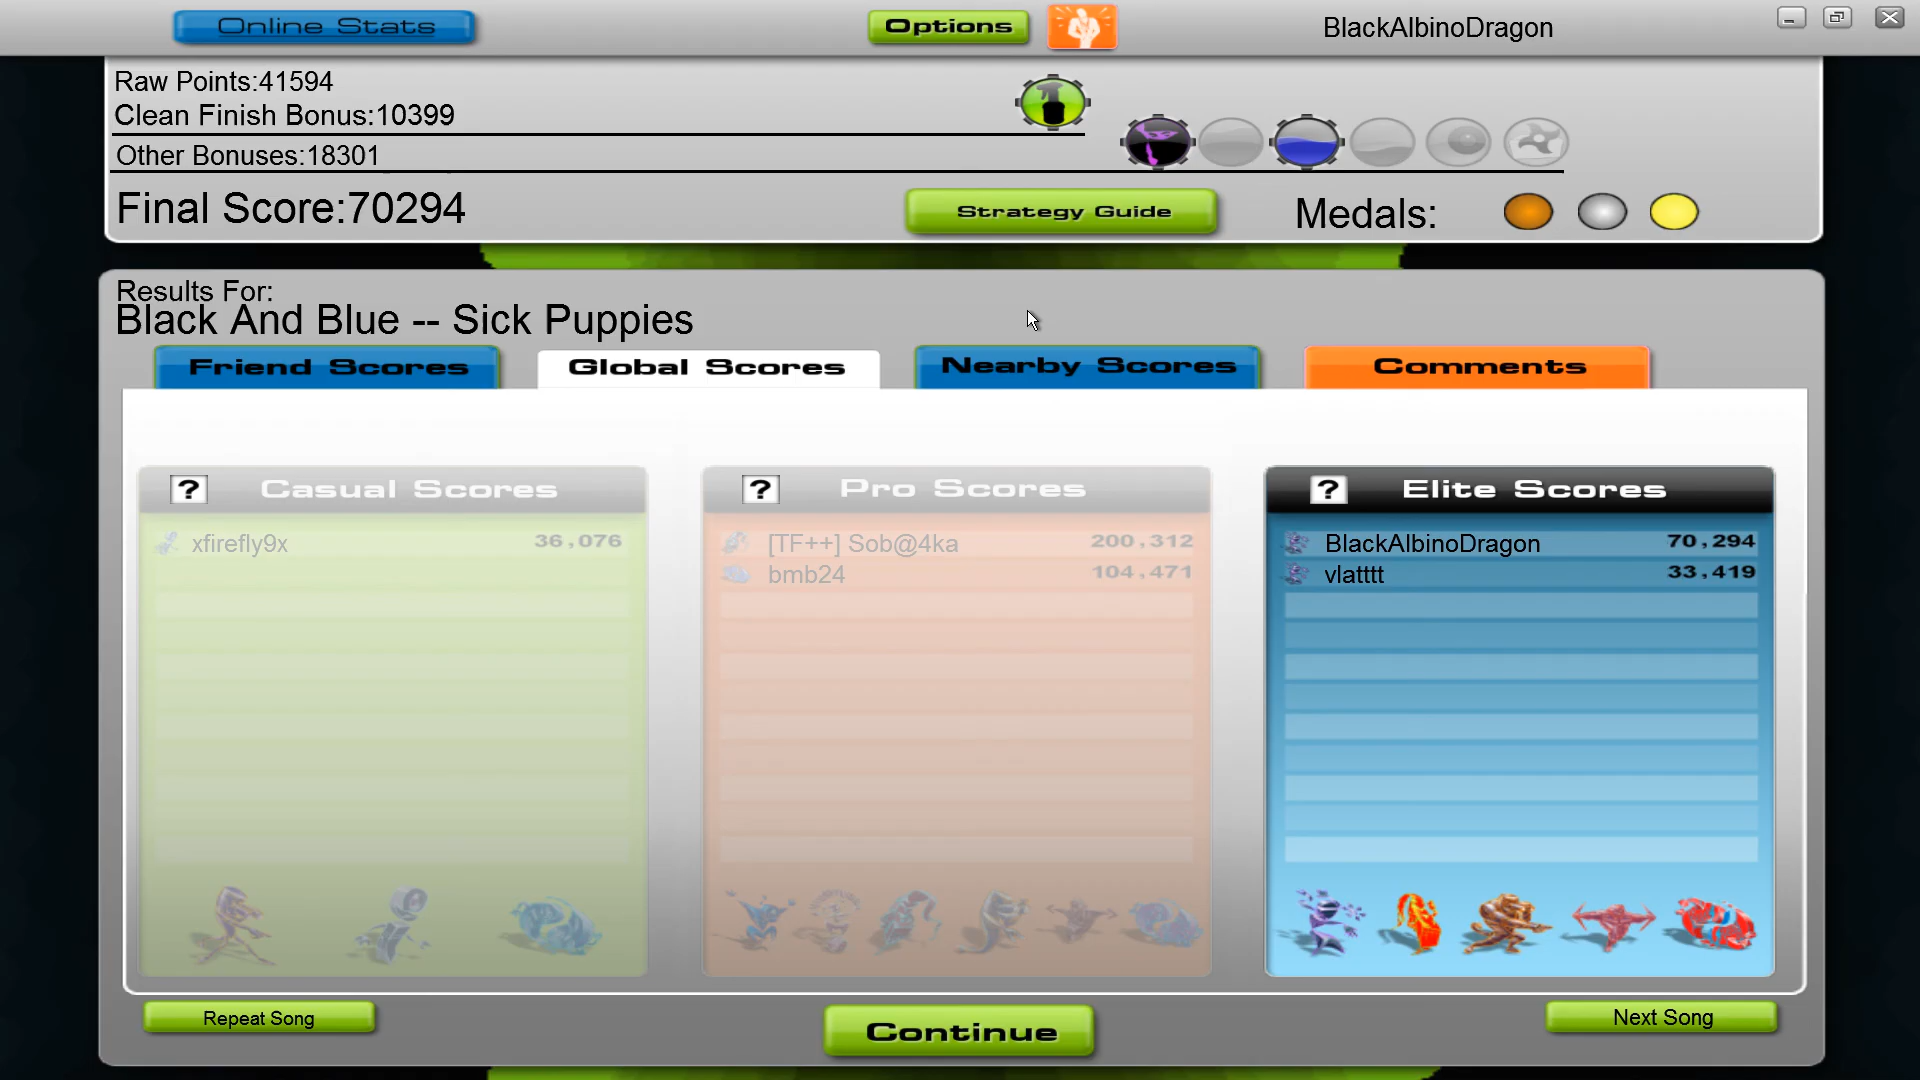 Online Stats
Options
BlackAlbinoDragon
Raw Points:41594
Clean Finish Bonus:10399
Other Bonuses:18301
Final Score:70294
Strategy Guide
Medals:
Results For:
Black And Blue -- Sick Puppies
Friend Scores
Global Scores
Nearby Scores
Comments
? Casual Scores
xfirefly9x 36,076
? Pro Scores
[TF++] Sob@4ka 200,312
bmb24 104,471
? Elite Scores
BlackAlbinoDragon 70,294
vlatttt 33,419
Repeat Song
Continue
Next Song